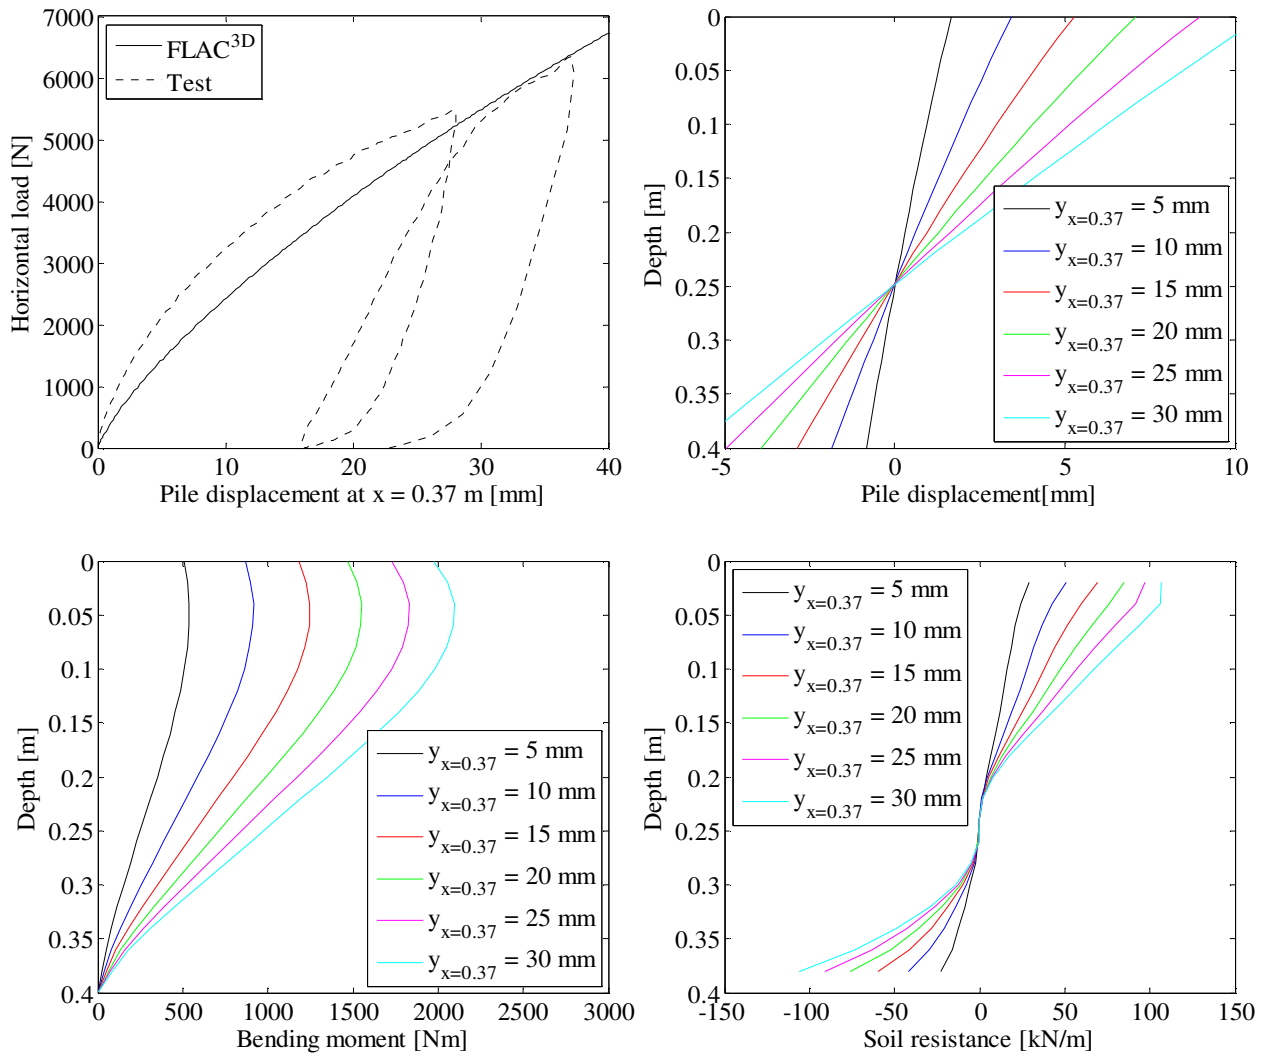 7000
6000
5000
4000
3000
2000
1000
0
Horizontal load [N]
FLAC3D
Test
0 10 20 30 40
Pile displacement at x = 0.37 m [mm]
0
0.05
0.1
0.15
0.2
0.25
0.3
0.35
0.4
Depth [m]
yx=0.37 = 5 mm
yx=0.37 = 10 mm
yx=0.37 = 15 mm
yx=0.37 = 20 mm
yx=0.37 = 25 mm
yx=0.37 = 30 mm
-5 0 5 10
Pile displacement[mm]
0
0.05
0.1
0.15
0.2
0.25
0.3
0.35
0.4
Depth [m]
yx=0.37 = 5 mm
yx=0.37 = 10 mm
yx=0.37 = 15 mm
yx=0.37 = 20 mm
yx=0.37 = 25 mm
yx=0.37 = 30 mm
0 500 1000 1500 2000 2500 3000
Bending moment [Nm]
0
0.05
0.1
0.15
0.2
0.25
0.3
0.35
0.4
Depth [m]
yx=0.37 = 5 mm
yx=0.37 = 10 mm
yx=0.37 = 15 mm
yx=0.37 = 20 mm
yx=0.37 = 25 mm
yx=0.37 = 30 mm
-150 -100 -50 0 50 100 150
Soil resistance [kN/m]